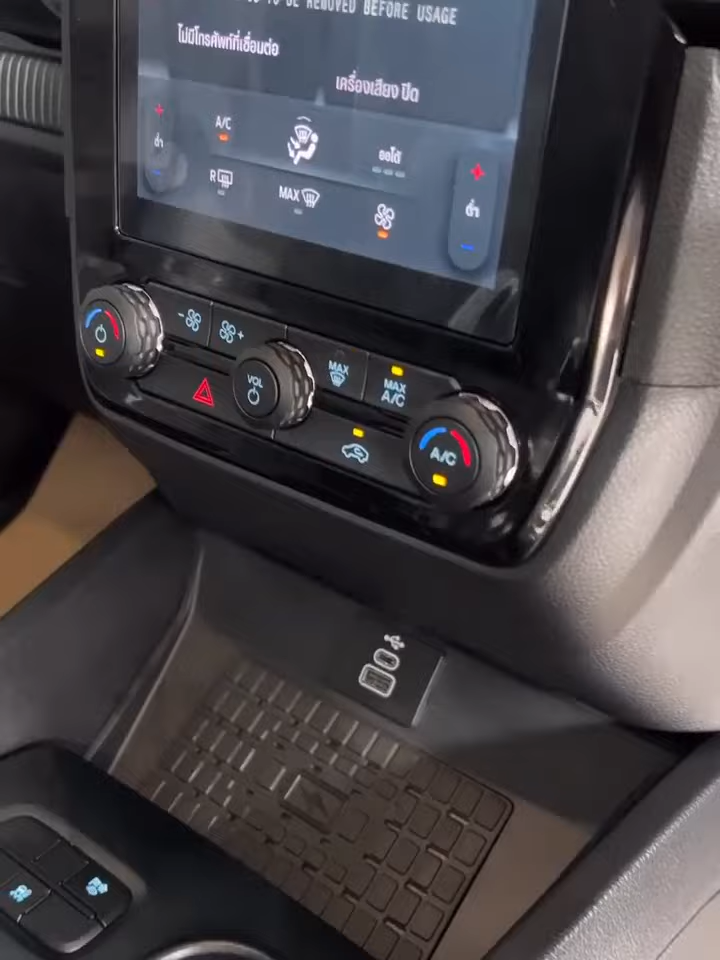 TO BE REMOVED BEFORE USAGE
ไม่มีโทรศัพท์ที่เชื่อมต่อ
เครื่องเสียง ปิด
A/C
ต่ำ
ออโต้
R
MAX
ต่ำ
VOL
MAX
MAX
A/C
A/C